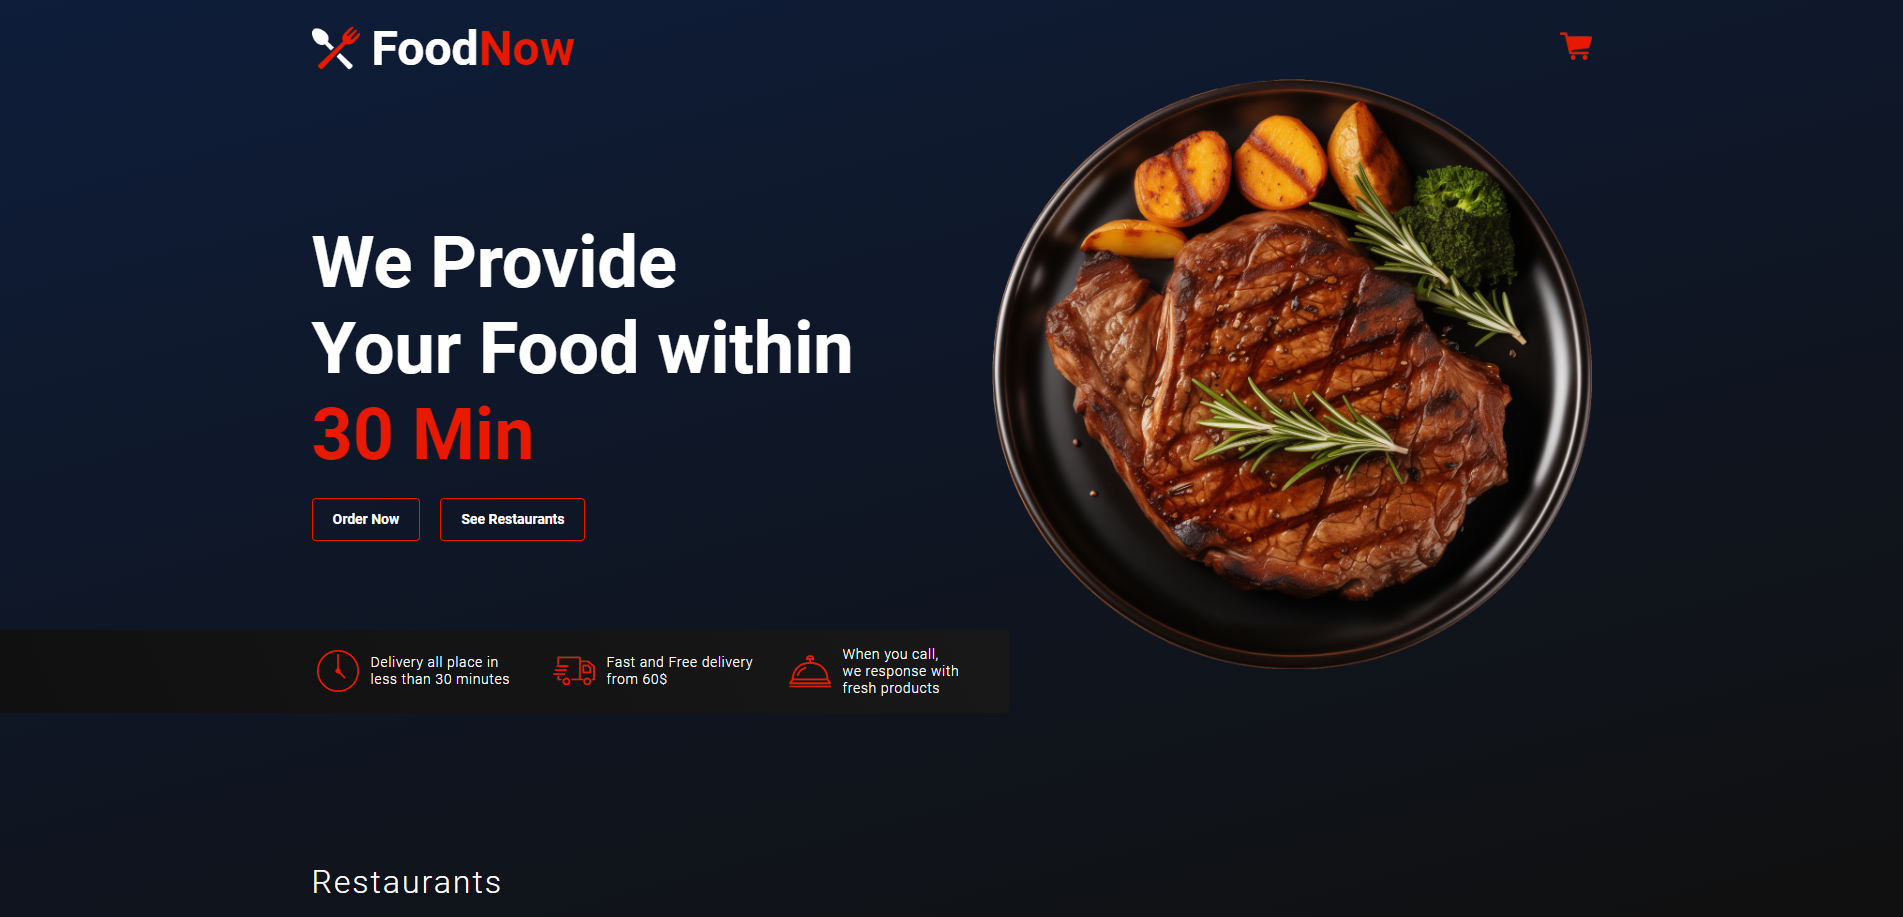 FoodNow
We Provide
Your Food within
30 Min
Order Now
See Restaurants
Delivery all place in
less than 30 minutes
Fast and Free delivery
from 60$
When you call,
we response with
fresh products
Restaurants